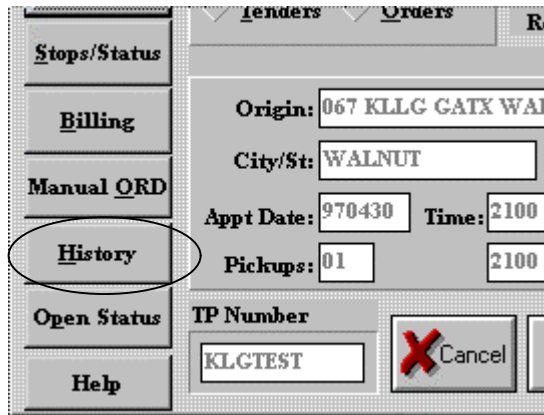 Tenders Orders
Stops/Status
Billing
Manual ORD
History
Open Status
Help
Origin: 067 KLLG GATX
City/St: WALNUT
Appt Date: 970430 Time: 2100
Pickups: 01 2100
TP Number
KLGTEST
Cancel